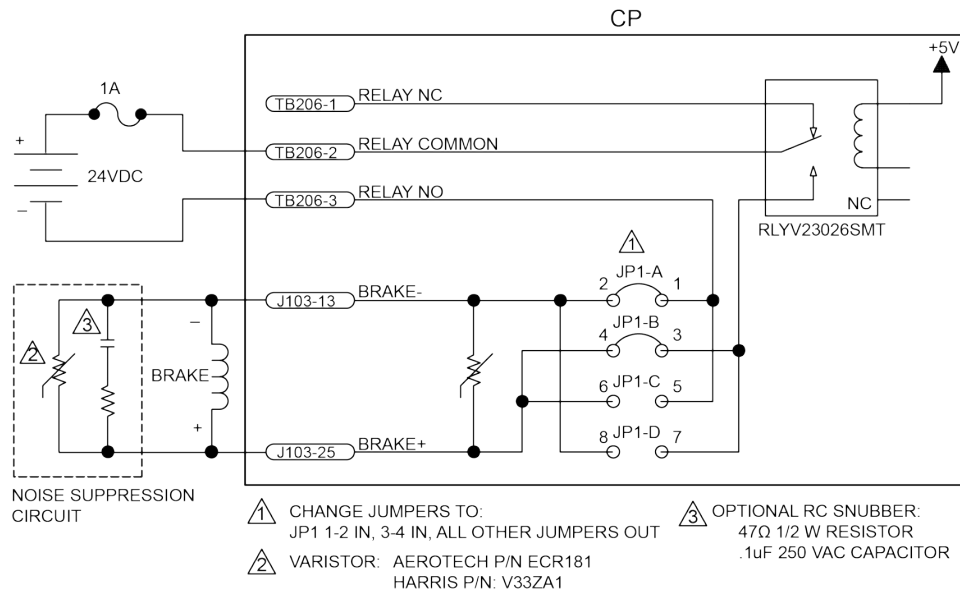 CP
+5V
1A
TB206-1 RELAY NC
+
TB206-2 RELAY COMMON
24VDC
TB206-3 RELAY NO
–
NC
RLYV23026SMT
1
JP1-A
J103-13 BRAKE-
2 1
3
–
JP1-B
4 3
2
BRAKE
6 JP1-C 5
+
8 JP1-D 7
J103-25 BRAKE+
NOISE SUPPRESSION
CIRCUIT
1 CHANGE JUMPERS TO:
JP1 1-2 IN, 3-4 IN, ALL OTHER JUMPERS OUT
2 VARISTOR: AEROTECH P/N ECR181
HARRIS P/N: V33ZA1
3 OPTIONAL RC SNUBBER:
47Ω 1/2 W RESISTOR
.1uF 250 VAC CAPACITOR